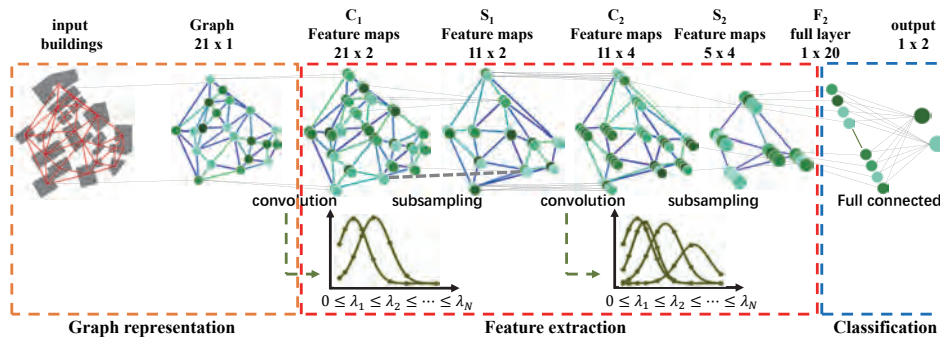 input
buildings
Graph
21 x 1
C₁
Feature maps
21 x 2
S₁
Feature maps
11 x 2
C₂
Feature maps
11 x 4
S₂
Feature maps
5 x 4
F₂
full layer
1 x 20
output
1 x 2
convolution
subsampling
convolution
subsampling
Full connected
0 ≤ λ₁ ≤ λ₂ ≤ ⋯ ≤ λ_N
0 ≤ λ₁ ≤ λ₂ ≤ ⋯ ≤ λ_N
Graph representation
Feature extraction
Classification